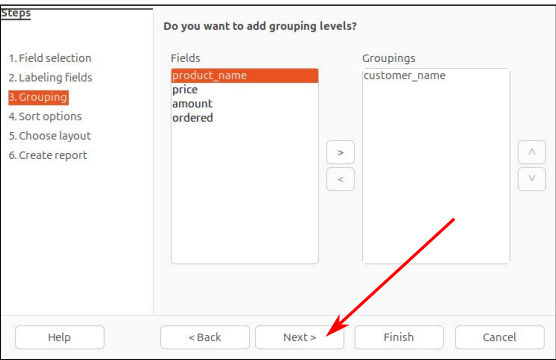 Steps
Do you want to add grouping levels?
1. Field selection
2. Labeling fields
3. Grouping
4. Sort options
5. Choose layout
6. Create report
Fields
product_name
price
amount
ordered
>
<
Groupings
customer_name
^
v
Help
< Back
Next >
Finish
Cancel